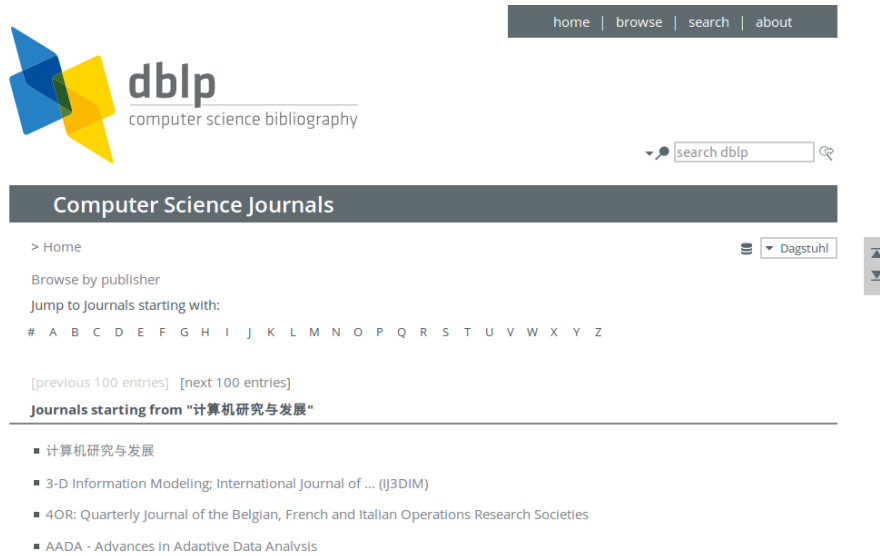 home | browse | search | about
dblp
computer science bibliography
search dblp
Computer Science Journals
> Home
Dagstuhl
Browse by publisher
Jump to Journals starting with:
# A B C D E F G H I J K L M N O P Q R S T U V W X Y Z
[previous 100 entries] [next 100 entries]
Journals starting from "计算机研究与发展"
计算机研究与发展
3-D Information Modeling; International Journal of ... (IJ3DIM)
4OR: Quarterly Journal of the Belgian, French and Italian Operations Research Societies
AADA - Advances in Adaptive Data Analysis